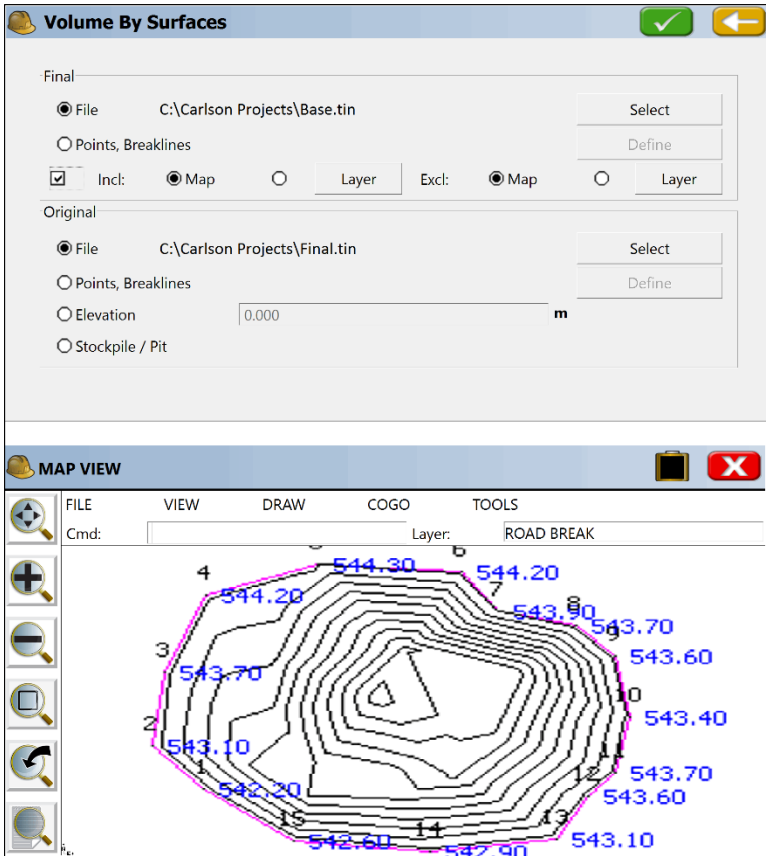 Volume By Surfaces
Final
File C:\Carlson Projects\Base.tin Select
Points, Breaklines Define
Incl: Map Layer Excl: Map Layer
Original
File C:\Carlson Projects\Final.tin Select
Points, Breaklines Define
Elevation 0.000 m
Stockpile / Pit
MAP VIEW
FILE VIEW DRAW COGO TOOLS
Cmd: Layer: ROAD BREAK
6
544.30
4 544.20
7
544.20 8
543.90
9 543.70
3 543.60
543.70
10
2 543.40
543.10 11
1 12 543.70
542.20 543.60
15 13
14 543.10
542.60
542.90